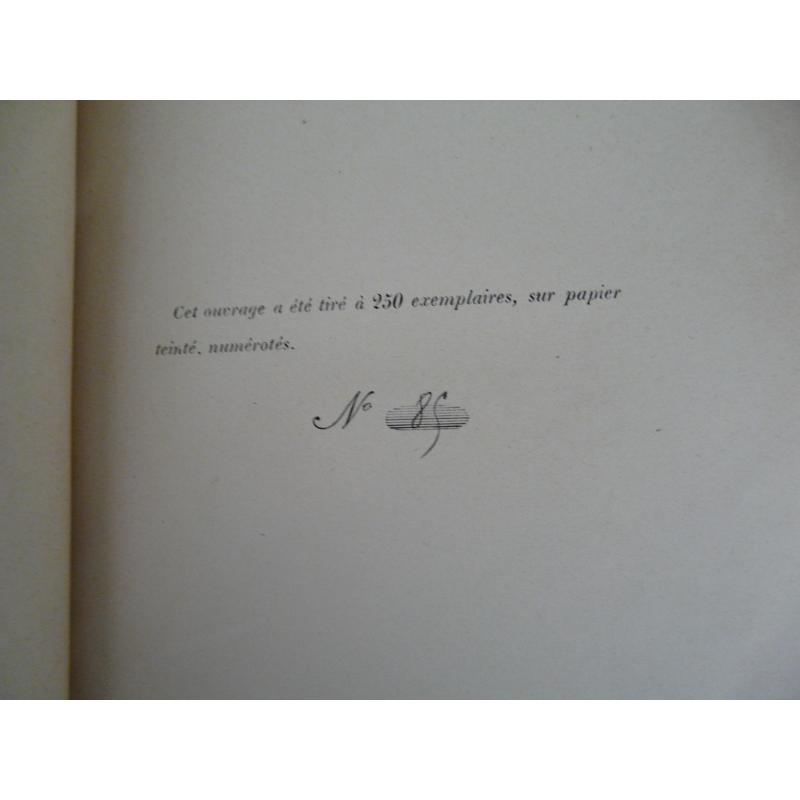 Cet ouvrage a été tiré à 250 exemplaires, sur papier
teinté, numérotés.
Nº 85